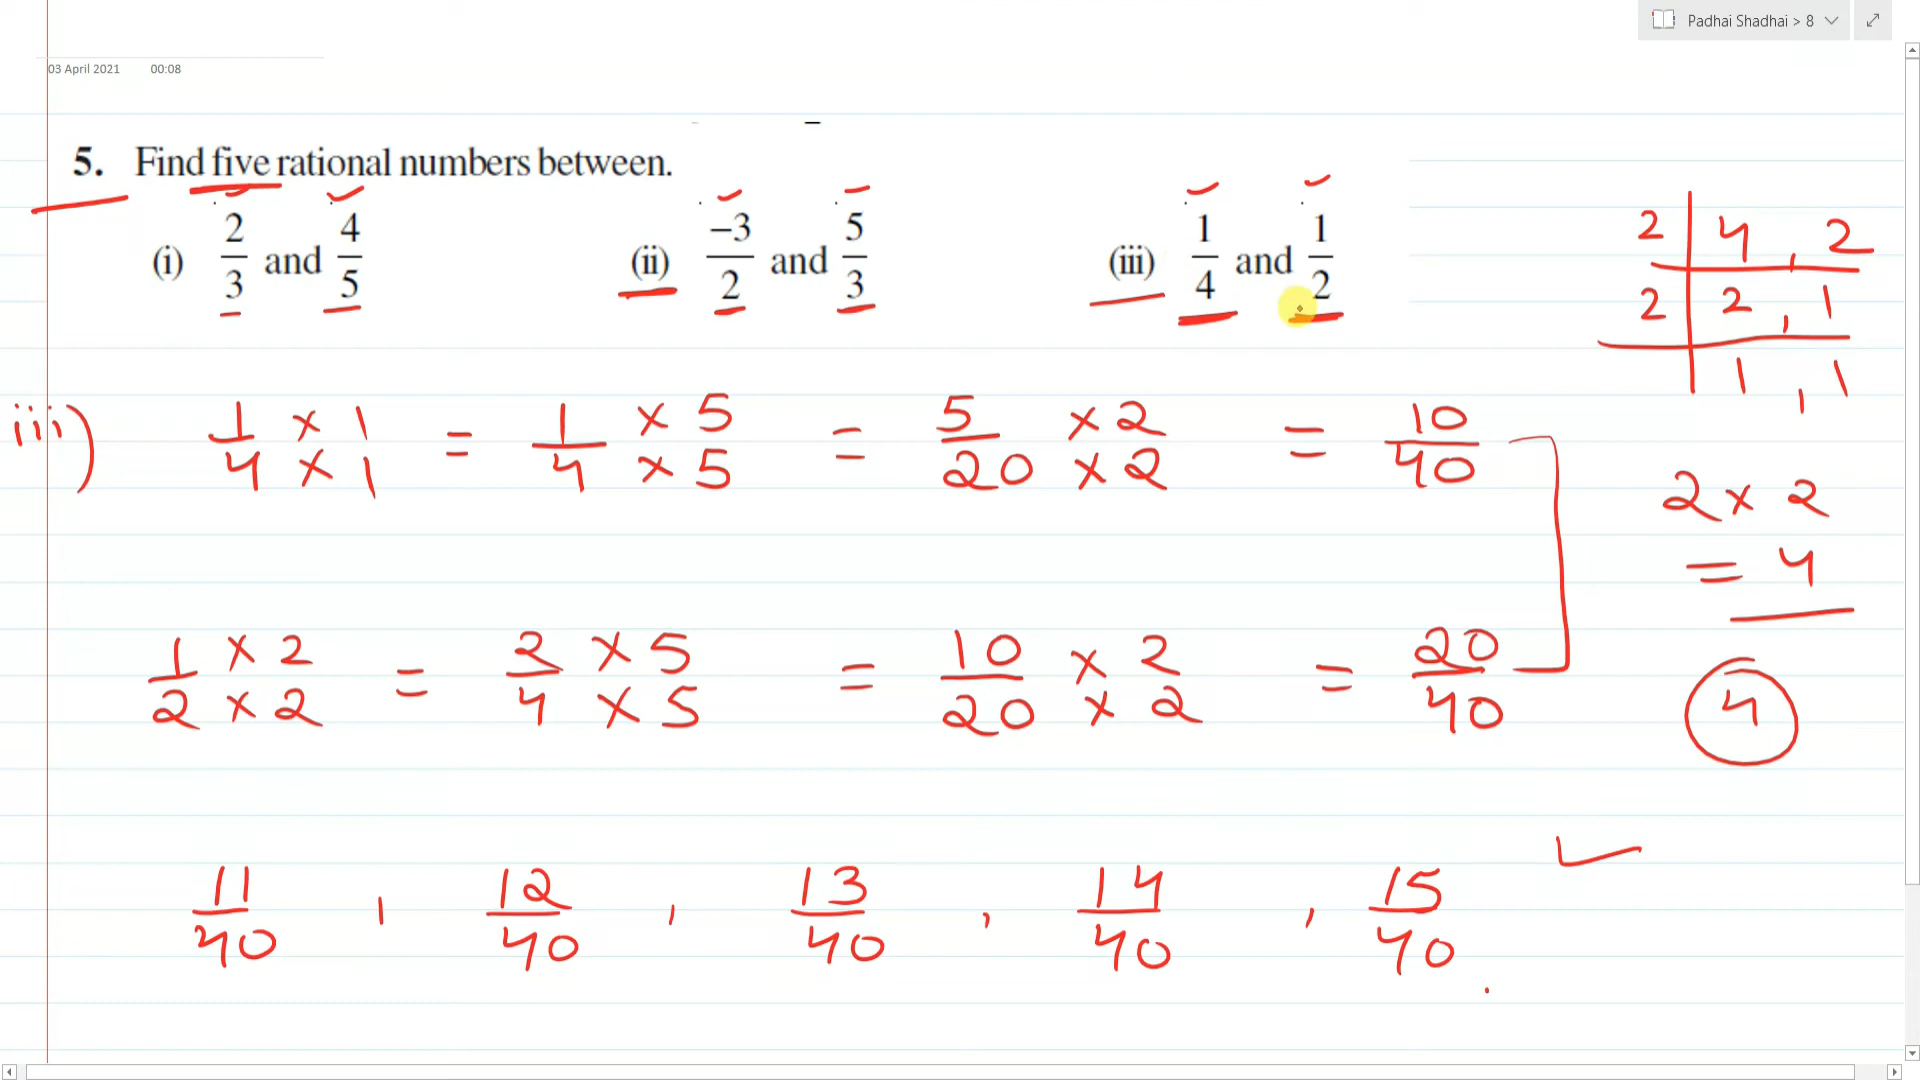 Padhai Shadhai > 8
03 April 2021 00:08
5. Find five rational numbers between.
(i) 2/3 and 4/5 (ii) −3/2 and 5/3 (iii) 1/4 and 1/2
2 | 4 , 2
2 | 2 , 1
1 , 1
iii) 1/4 × 1 / × 1 = 1/4 × 5 / × 5 = 5/20 × 2 / × 2 = 10/40
2 × 2
= 4
1/2 × 2 / × 2 = 2/4 × 5 / × 5 = 10/20 × 2 / × 2 = 20/40
4
11/40 , 12/40 , 13/40 , 14/40 , 15/40 .